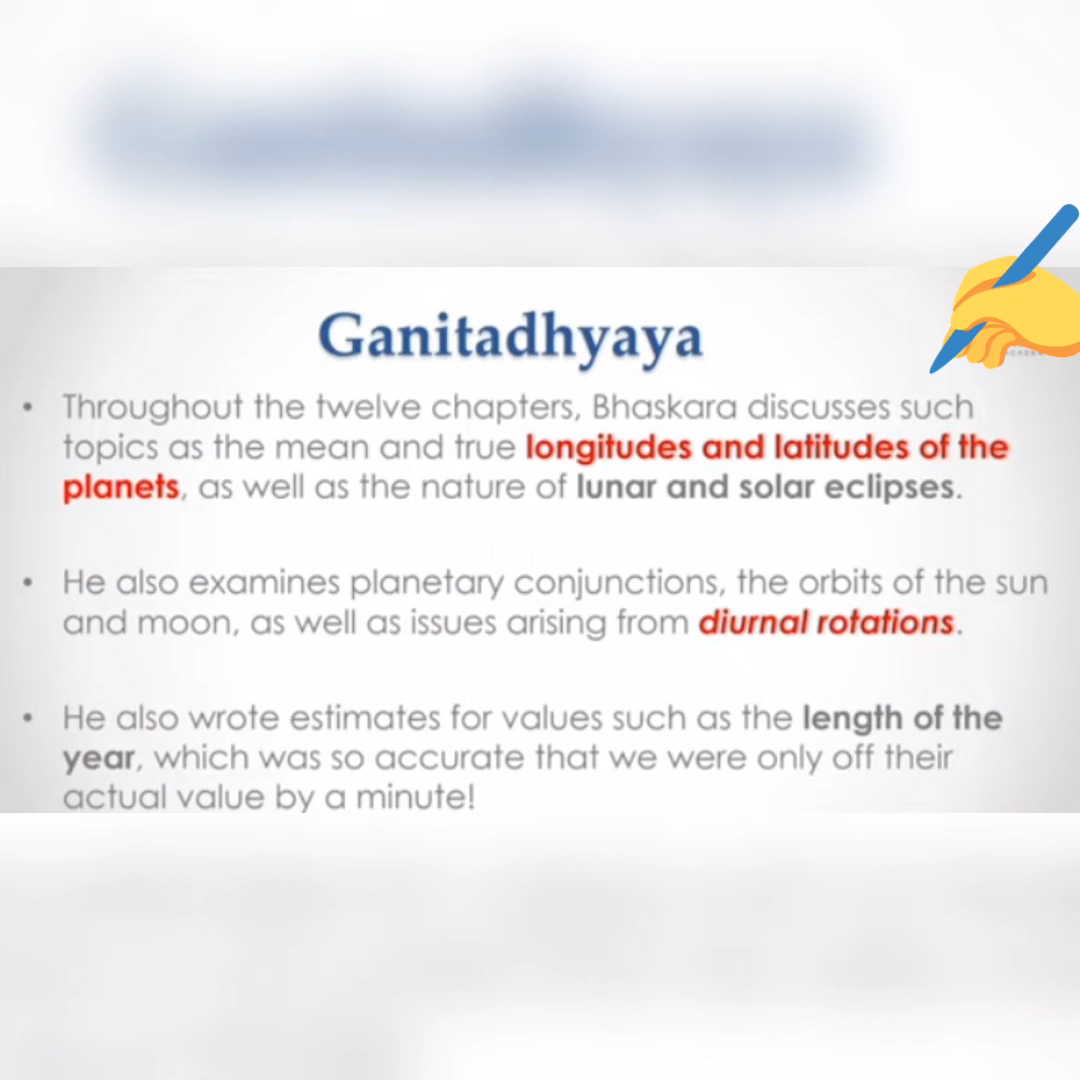 Ganitadhyaya
• Throughout the twelve chapters, Bhaskara discusses such
topics as the mean and true longitudes and latitudes of the
planets, as well as the nature of lunar and solar eclipses.
• He also examines planetary conjunctions, the orbits of the sun
and moon, as well as issues arising from diurnal rotations.
• He also wrote estimates for values such as the length of the
year, which was so accurate that we were only off their
actual value by a minute!